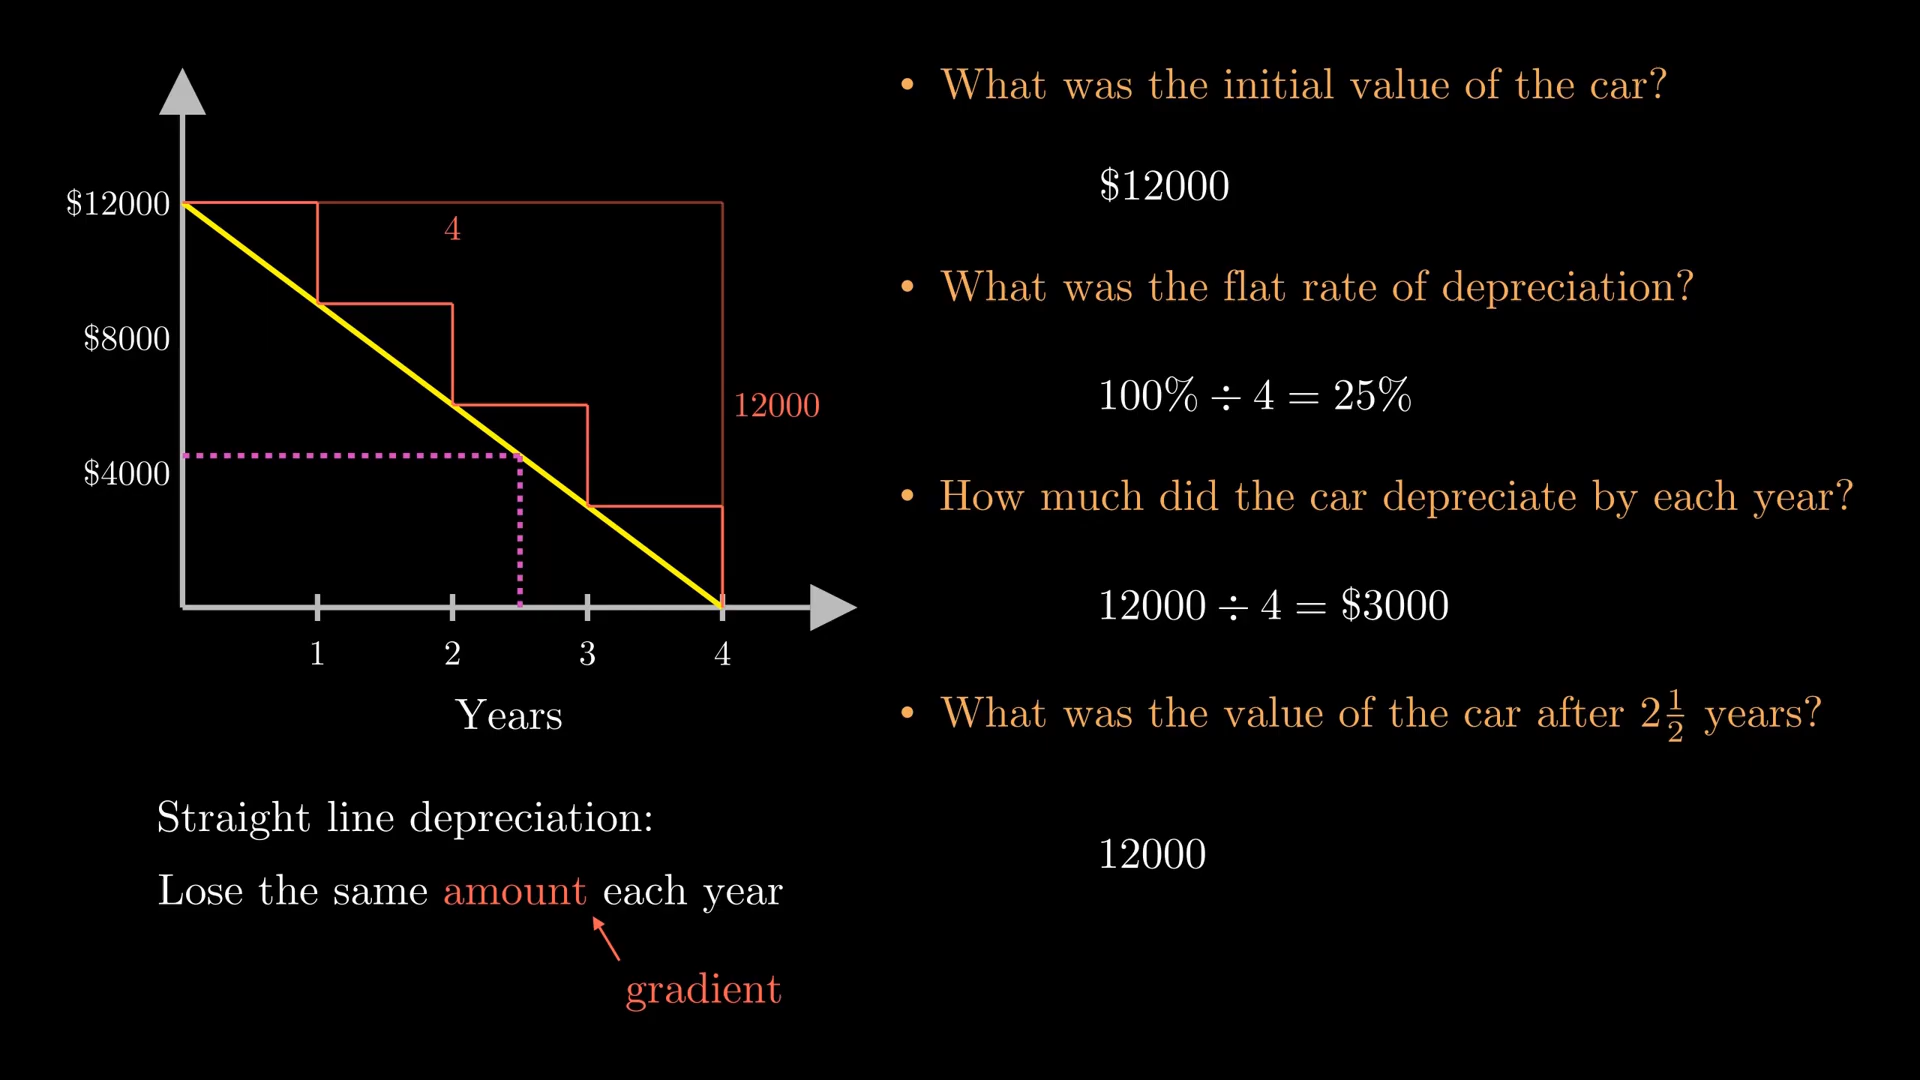 $12000
4
$8000
12000
$4000
1 2 3 4
Years
Straight line depreciation:
Lose the same amount each year
gradient
• What was the initial value of the car?
$12000
• What was the flat rate of depreciation?
100% ÷ 4 = 25%
• How much did the car depreciate by each year?
12000 ÷ 4 = $3000
• What was the value of the car after 2½ years?
12000